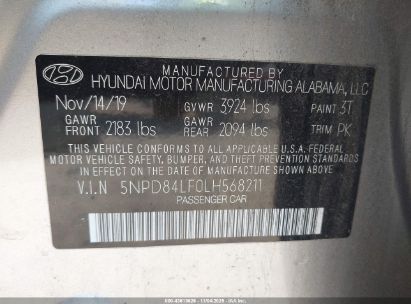 MANUFACTURED BY
HYUNDAI MOTOR MANUFACTURING ALABAMA, LLC
Nov/14/19 GVWR 3924 lbs PAINT 3T
GAWR FRONT 2183 lbs GAWR REAR 2094 lbs TRIM PK
THIS VEHICLE CONFORMS TO ALL APPLICABLE U.S.A. FEDERAL
MOTOR VEHICLE SAFETY, BUMPER, AND THEFT PREVENTION STANDARDS
IN EFFECT ON THE DATE OF MANUFACTURE SHOWN ABOVE.
V.I.N 5NPD84LF0LH568211
PASSENGER CAR